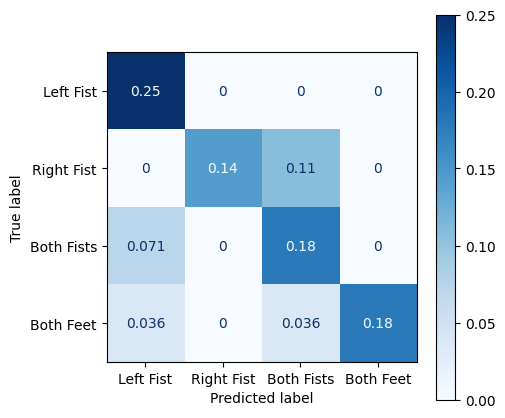 Left Fist 0.25 0 0 0
Right Fist 0 0.14 0.11 0
Both Fists 0.071 0 0.18 0
Both Feet 0.036 0 0.036 0.18
Left Fist Right Fist Both Fists Both Feet
Predicted label
True label
0.25
0.20
0.15
0.10
0.05
0.00